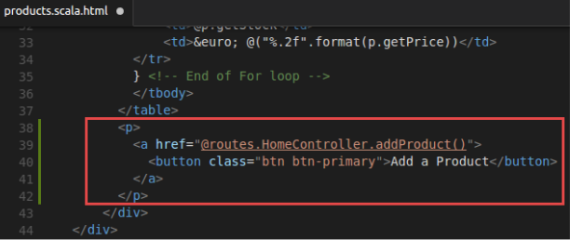 products.scala.html ●
32 <td>@p.getStock</td>
33 <td>&euro; @("%.2f".format(p.getPrice))</td>
34 </tr>
35 } <!-- End of For loop -->
36 </tbody>
37 </table>
38 <p>
39 <a href="@routes.HomeController.addProduct()">
40 <button class="btn btn-primary">Add a Product</button>
41 </a>
42 </p>
43 </div>
44 </div>